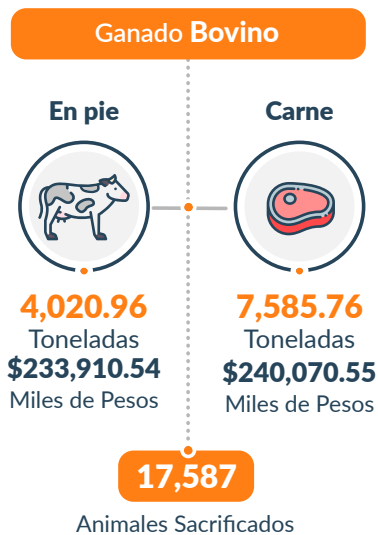 Ganado Bovino
En pie
4,020.96
Toneladas
$233,910.54
Miles de Pesos
Carne
7,585.76
Toneladas
$240,070.55
Miles de Pesos
17,587
Animales Sacrificados